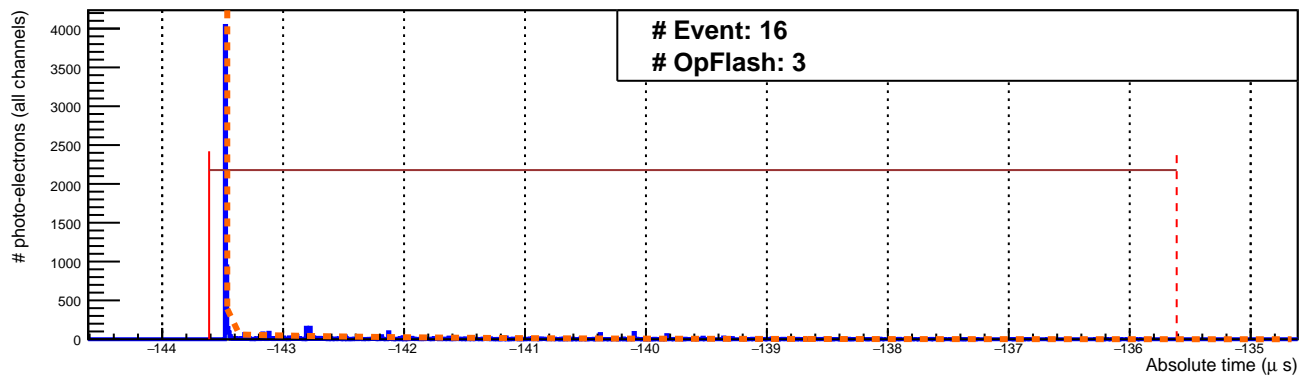 # Event: 16
# OpFlash: 3
# photo-electrons (all channels)
4000
3500
3000
2500
2000
1500
1000
500
0
−144 −143 −142 −141 −140 −139 −138 −137 −136 −135
Absolute time (μ s)